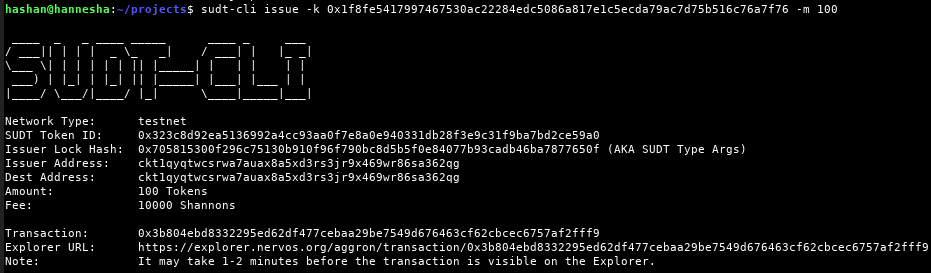 hashan@hannesha:~/projects$ sudt-cli issue -k 0x1f8fe5417997467530ac22284edc5086a817e1c5ecda79ac7d75b516c76a7f76 -m 100
SUDT-CLI
Network Type: testnet
SUDT Token ID: 0x323c8d92ea5136992a4cc93aa0f7e8a0e940331db28f3e9c31f9ba7bd2ce59a0
Issuer Lock Hash: 0x705815300f296c75130b910f96f790bc8d5b5f0e84077b93cadb46ba7877650f (AKA SUDT Type Args)
Issuer Address: ckt1qyqtwcsrwa7auax8a5xd3rs3jr9x469wr86sa362qg
Dest Address: ckt1qyqtwcsrwa7auax8a5xd3rs3jr9x469wr86sa362qg
Amount: 100 Tokens
Fee: 10000 Shannons
Transaction: 0x3b804ebd8332295ed62df477cebaa29be7549d676463cf62cbcec6757af2fff9
Explorer URL: https://explorer.nervos.org/aggron/transaction/0x3b804ebd8332295ed62df477cebaa29be7549d676463cf62cbcec6757af2fff9
Note: It may take 1-2 minutes before the transaction is visible on the Explorer.